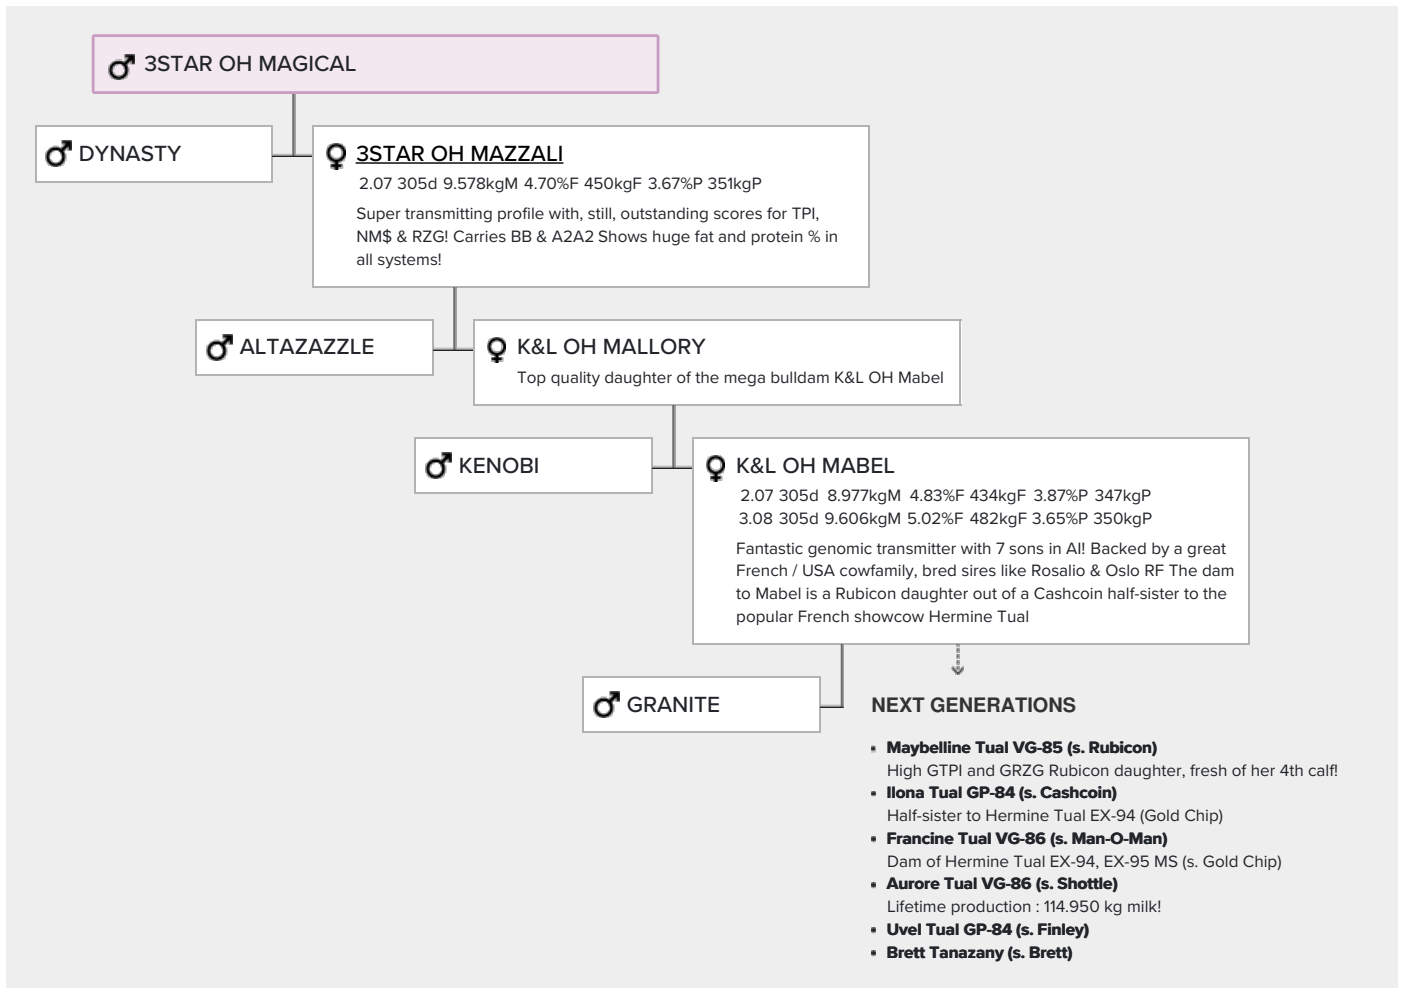 3STAR OH MAGICAL
DYNASTY
3STAR OH MAZZALI
2.07 305d 9.578kgM 4.70%F 450kgF 3.67%P 351kgP
Super transmitting profile with, still, outstanding scores for TPI,
NM$ & RZG! Carries BB & A2A2 Shows huge fat and protein % in
all systems!
ALTAZAZZLE
K&L OH MALLORY
Top quality daughter of the mega bulldam K&L OH Mabel
KENOBI
K&L OH MABEL
2.07 305d 8.977kgM 4.83%F 434kgF 3.87%P 347kgP
3.08 305d 9.606kgM 5.02%F 482kgF 3.65%P 350kgP
Fantastic genomic transmitter with 7 sons in AI! Backed by a great
French / USA cowfamily, bred sires like Rosalio & Oslo RF The dam
to Mabel is a Rubicon daughter out of a Cashcoin half-sister to the
popular French showcow Hermine Tual
GRANITE
NEXT GENERATIONS
▪ Maybelline Tual VG-85 (s. Rubicon)
High GTPI and GRZG Rubicon daughter, fresh of her 4th calf!
▪ Ilona Tual GP-84 (s. Cashcoin)
Half-sister to Hermine Tual EX-94 (Gold Chip)
▪ Francine Tual VG-86 (s. Man-O-Man)
Dam of Hermine Tual EX-94, EX-95 MS (s. Gold Chip)
▪ Aurore Tual VG-86 (s. Shottle)
Lifetime production : 114.950 kg milk!
▪ Uvel Tual GP-84 (s. Finley)
▪ Brett Tanazany (s. Brett)